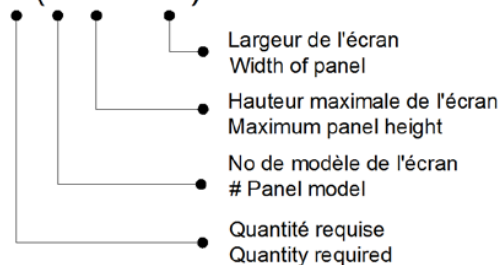 Largeur de l'écran
Width of panel
Hauteur maximale de l'écran
Maximum panel height
No de modèle de l'écran
# Panel model
Quantité requise
Quantity required